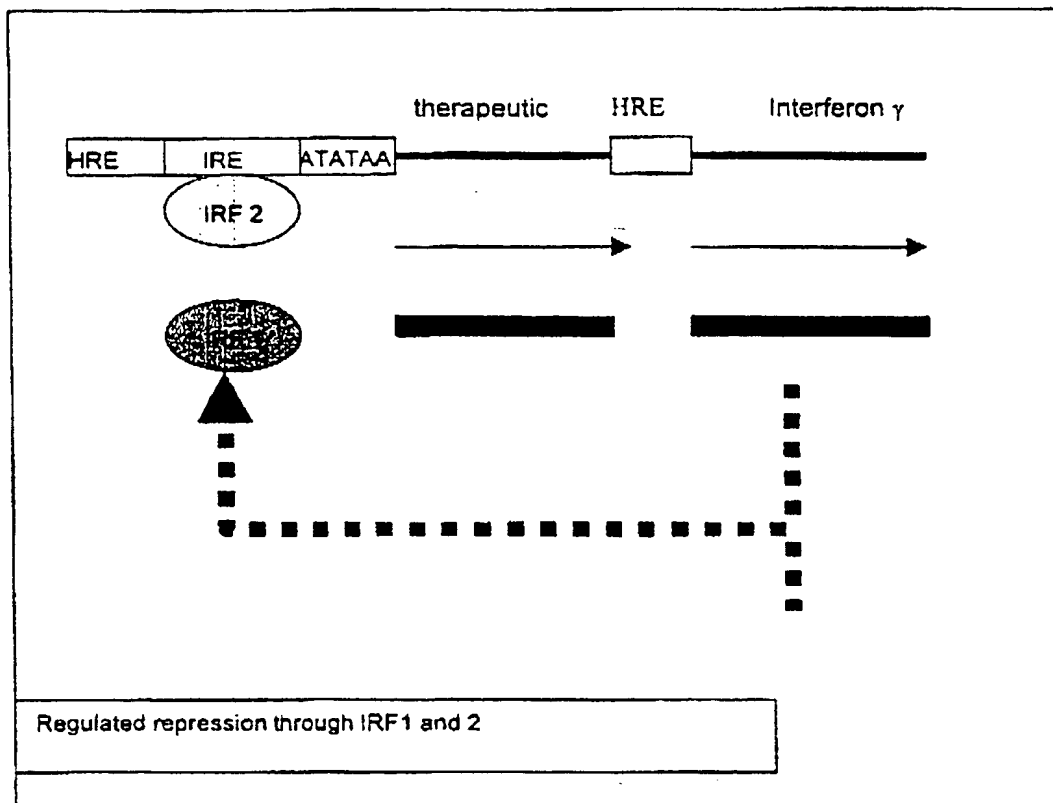 therapeutic HRE Interferon γ
HRE IRE ATATAA
IRF 2
Regulated repression through IRF1 and 2